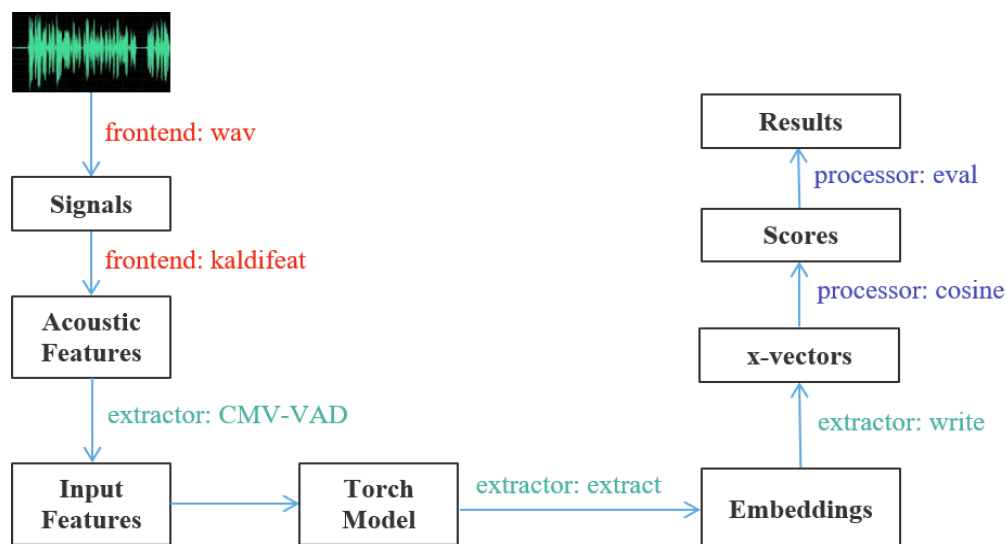 frontend: wav
Signals
frontend: kaldifeat
Acoustic
Features
extractor: CMV-VAD
Input
Features
Torch
Model
extractor: extract
Embeddings
extractor: write
x-vectors
processor: cosine
Scores
processor: eval
Results